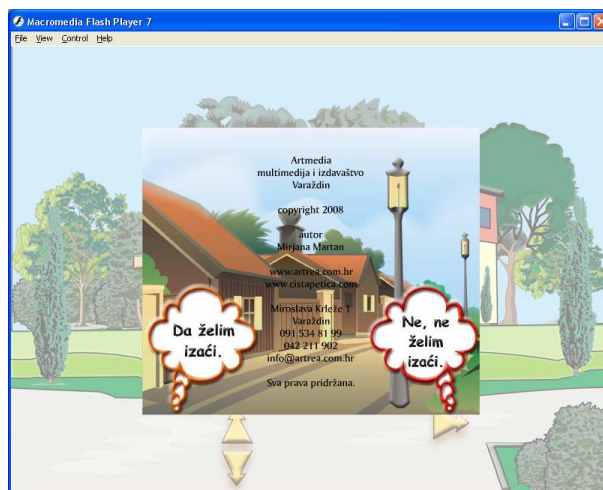 Macromedia Flash Player 7
File View Control Help
Artmedia
multimedija i izdavaštvo
Varaždin
copyright 2008
autor
Mirjana Martan
www.artrea.com.hr
www.cistapetica.com
Miroslava Krleže 1
Varaždin
091 534 81 99
042 211 902
info@artrea.com.hr
Sva prava pridržana.
Da želim
izaći.
Ne, ne
želim
izaći.